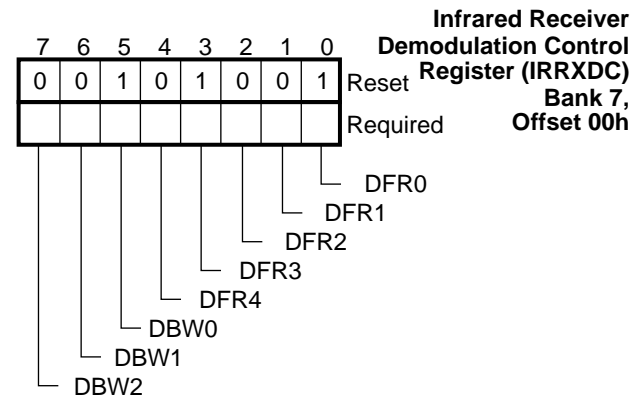 Infrared Receiver
Demodulation Control
Register (IRRXDC)
Bank 7,
Offset 00h
7 6 5 4 3 2 1 0
0 0 1 0 1 0 0 1 Reset
Required
DFR0
DFR1
DFR2
DFR3
DFR4
DBW0
DBW1
DBW2